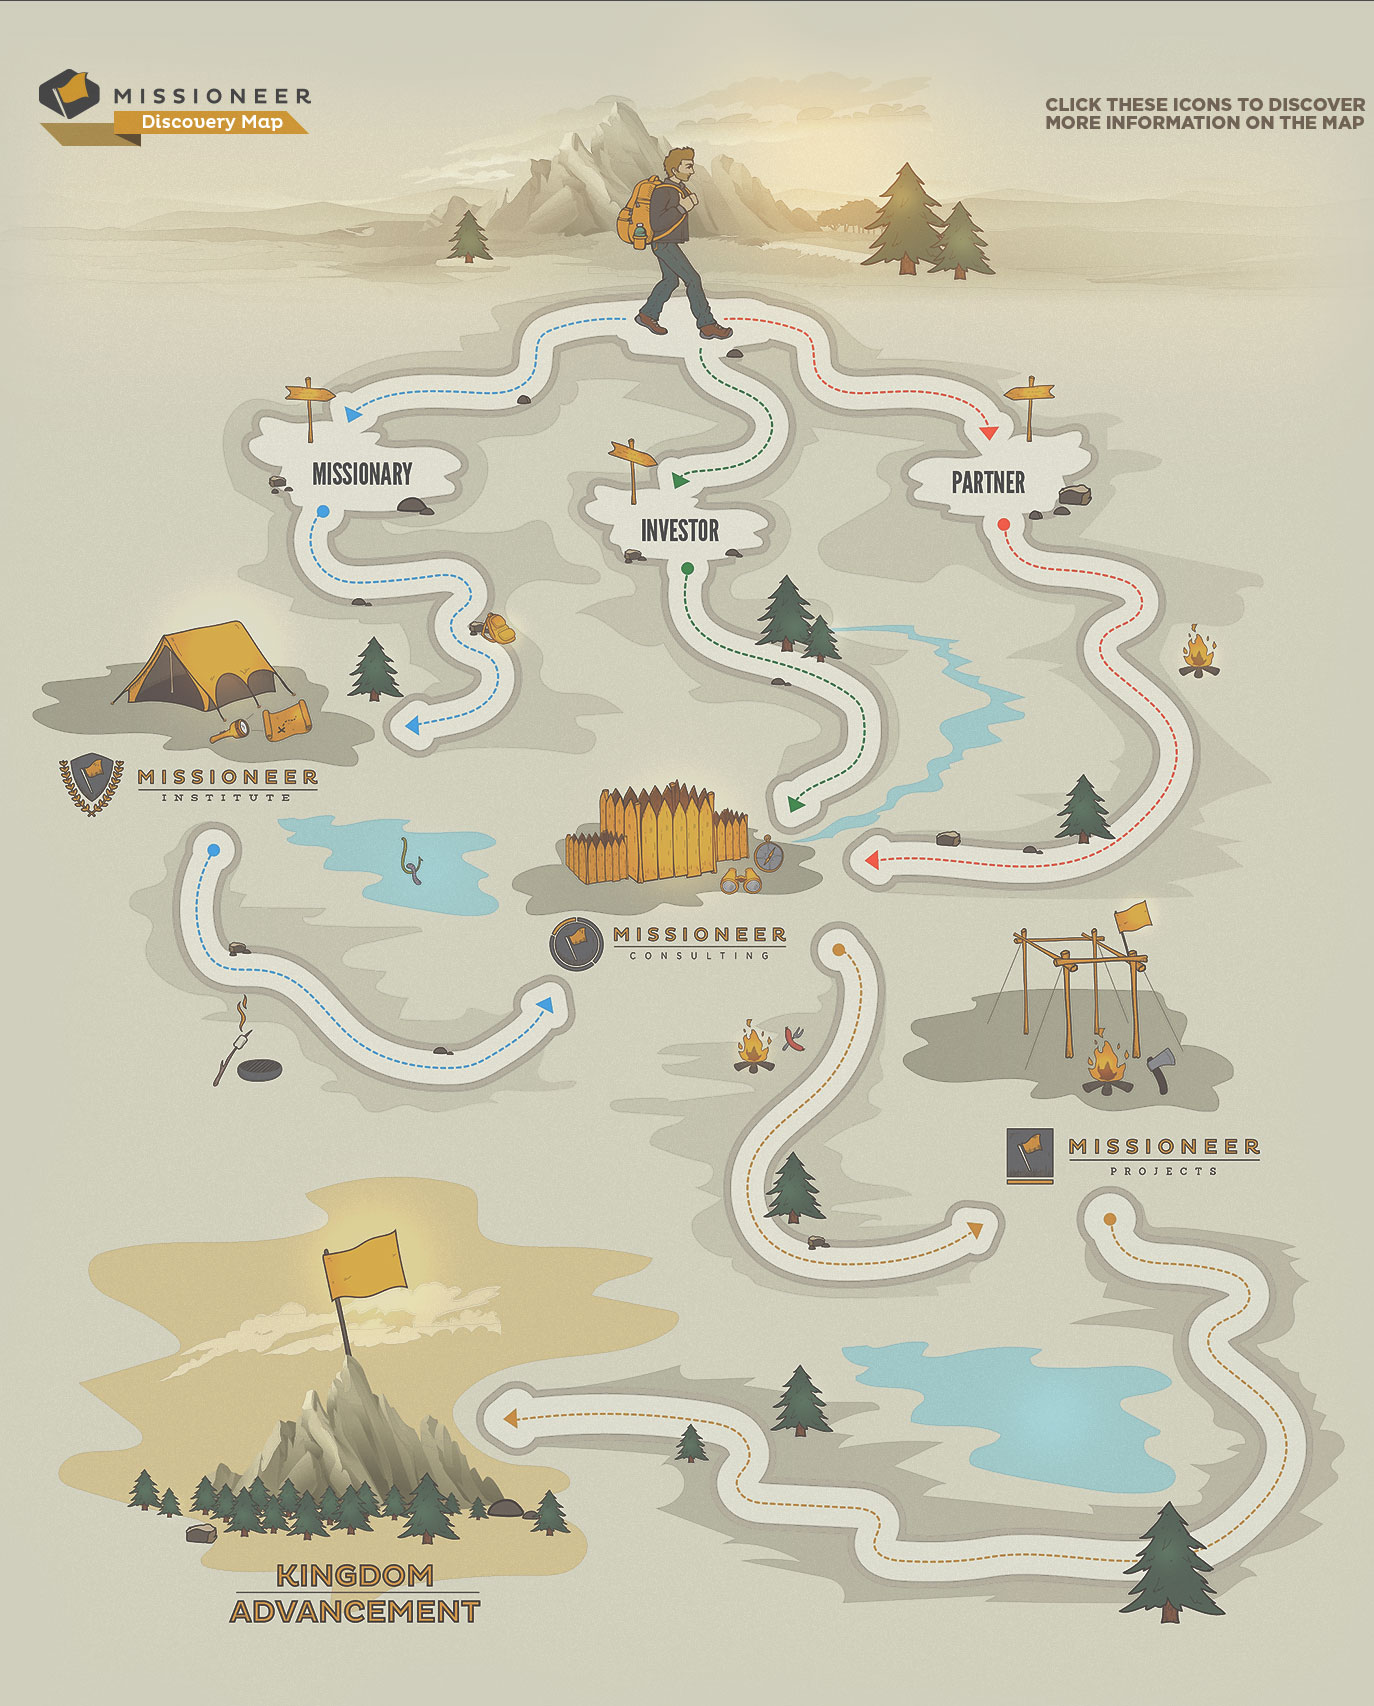 MISSIONEER
Discovery Map
CLICK THESE ICONS TO DISCOVER
MORE INFORMATION ON THE MAP
MISSIONARY
INVESTOR
PARTNER
MISSIONEER
INSTITUTE
MISSIONEER
CONSULTING
MISSIONEER
PROJECTS
KINGDOM
ADVANCEMENT